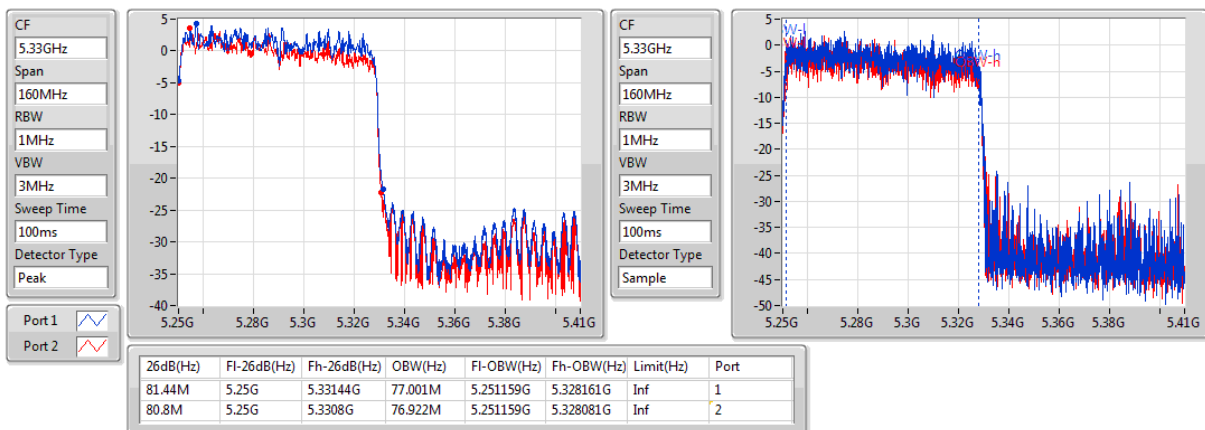 CF
5.33GHz
Span
160MHz
RBW
1MHz
VBW
3MHz
Sweep Time
100ms
Detector Type
Peak
Port 1
Port 2
5
0
-5
-10
-15
-20
-25
-30
-35
-40
5.25G 5.28G 5.3G 5.32G 5.34G 5.36G 5.38G 5.41G
CF
5.33GHz
Span
160MHz
RBW
1MHz
VBW
3MHz
Sweep Time
100ms
Detector Type
Sample
5
0
-5
-10
-15
-20
-25
-30
-35
-40
-45
-50
5.25G 5.28G 5.3G 5.32G 5.34G 5.36G 5.38G 5.41G
26dB(Hz) Fl-26dB(Hz) Fh-26dB(Hz) OBW(Hz) Fl-OBW(Hz) Fh-OBW(Hz) Limit(Hz) Port
81.44M 5.25G 5.33144G 77.001M 5.251159G 5.328161G Inf 1
80.8M 5.25G 5.3308G 76.922M 5.251159G 5.328081G Inf 2